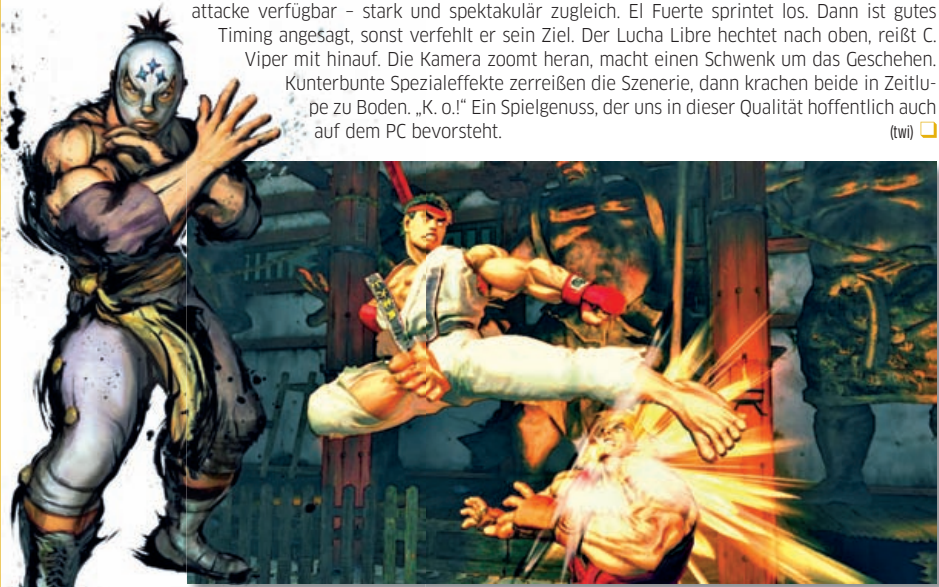 attacke verfügbar – stark und spektakulär zugleich. El Fuerte sprintet los. Dann ist gutes
Timing angesagt, sonst verfehlt er sein Ziel. Der Lucha Libre hechtet nach oben, reißt C.
Viper mit hinauf. Die Kamera zoomt heran, macht einen Schwenk um das Geschehen.
Kunterbunte Spezialeffekte zerreißen die Szenerie, dann krachen beide in Zeitlu-
pe zu Boden. „K. o.!“ Ein Spielgenuss, der uns in dieser Qualität hoffentlich auch
auf dem PC bevorsteht. (twi)